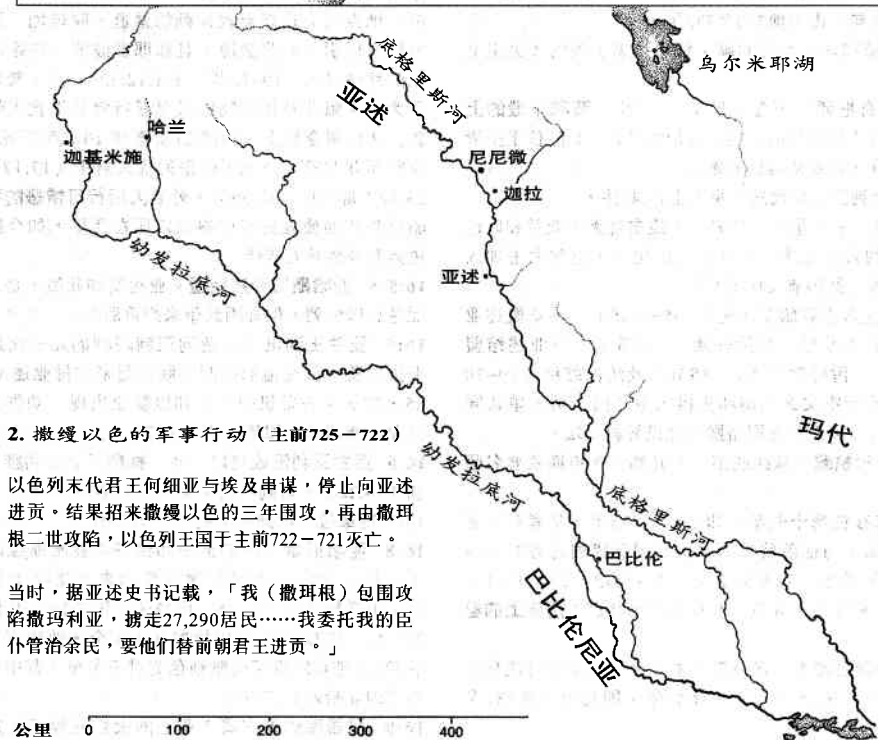 底格里斯河
乌尔米耶湖
亚述
哈兰
迦基米施
尼尼微
迦拉
幼发拉底河
亚述
2. 撒缦以色的军事行动（主前725－722）
玛代
以色列末代君王何细亚与埃及串谋，停止向亚述
进贡。结果招来撒缦以色的三年围攻，再由撒珥
根二世攻陷，以色列王国于主前722－721灭亡。
幼发拉底河
底格里斯河
巴比伦
巴比伦尼亚
当时，据亚述史书记载，「我（撒珥根）包围攻
陷撒玛利亚，掳走27,290居民⋯⋯我委托我的臣
仆管治余民，要他们替前朝君王进贡。」
公里 0 100 200 300 400